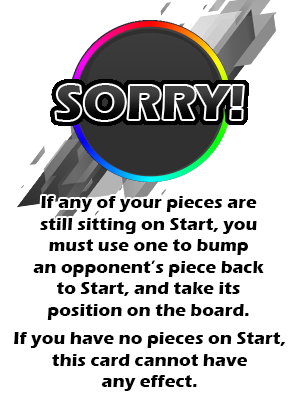 SORRY!
If any of your pieces are
still sitting on Start, you
must use one to bump
an opponent's piece back
to Start, and take its
position on the board.
If you have no pieces on Start,
this card cannot have
any effect.